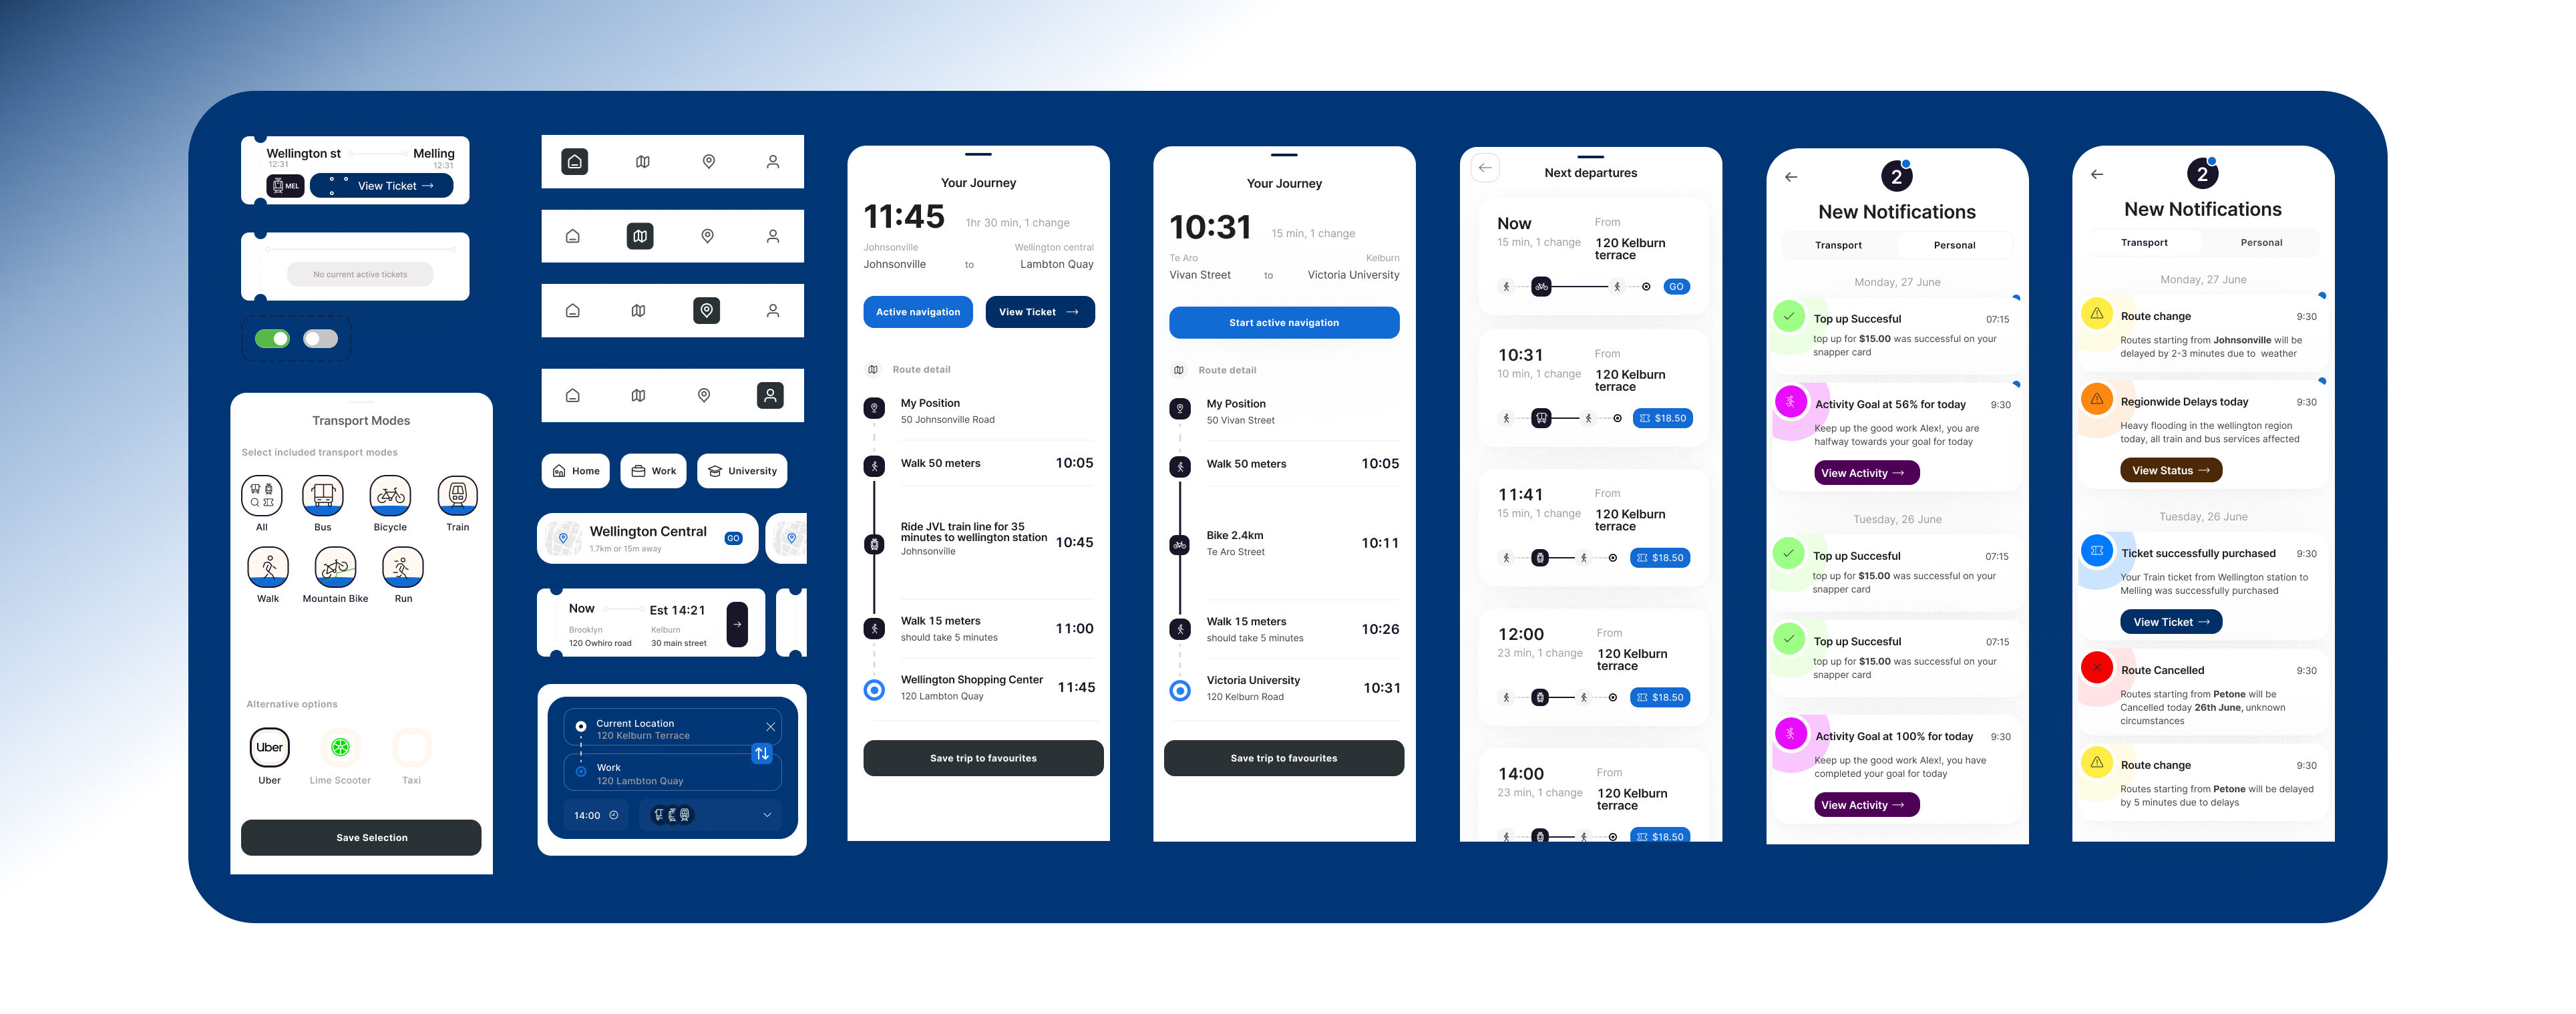 Wellington st
Melling
12:31
12:31
MEL
View Ticket
No current active tickets
Transport Modes
Select included transport modes
All
Bus
Bicycle
Train
Walk
Mountain Bike
Run
Alternative options
Uber
Uber
Lime Scooter
Taxi
Save Selection
Home
Work
University
Wellington Central
1.7km or 15m away
GO
Now
Est 14:21
Brooklyn
Kelburn
120 Owhiro road
30 main street
Current Location
120 Kelburn Terrace
Work
120 Lambton Quay
14:00
Your Journey
11:45
1hr 30 min, 1 change
Johnsonville
Wellington central
Johnsonville
to
Lambton Quay
Active navigation
View Ticket
Route detail
My Position
50 Johnsonville Road
Walk 50 meters
10:05
Ride JVL train line for 35
minutes to wellington station
10:45
Johnsonville
Walk 15 meters
11:00
should take 5 minutes
Wellington Shopping Center
11:45
120 Lambton Quay
Save trip to favourites
Your Journey
10:31
15 min, 1 change
Te Aro
Kelburn
Vivan Street
to
Victoria University
Start active navigation
Route detail
My Position
50 Vivan Street
Walk 50 meters
10:05
Bike 2.4km
10:11
Te Aro Street
Walk 15 meters
10:26
should take 5 minutes
Victoria University
10:31
120 Kelburn Road
Save trip to favourites
Next departures
Now
From
15 min, 1 change
120 Kelburn
terrace
GO
10:31
From
10 min, 1 change
120 Kelburn
terrace
$18.50
11:41
From
15 min, 1 change
120 Kelburn
terrace
$18.50
12:00
From
23 min, 1 change
120 Kelburn
terrace
$18.50
14:00
From
23 min, 1 change
120 Kelburn
terrace
$18.50
2
New Notifications
Transport
Personal
Monday, 27 June
Top up Succesful
07:15
top up for $15.00 was successful on your
snapper card
Activity Goal at 56% for today
9:30
Keep up the good work Alex!, you are
halfway towards your goal for today
View Activity
Tuesday, 26 June
Top up Succesful
07:15
top up for $15.00 was successful on your
snapper card
Top up Succesful
07:15
top up for $15.00 was successful on your
snapper card
Activity Goal at 100% for today
9:30
Keep up the good work Alex!, you have
completed your goal for today
View Activity
2
New Notifications
Transport
Personal
Monday, 27 June
Route change
9:30
Routes starting from Johnsonville will be
delayed by 2-3 minutes due to weather
Regionwide Delays today
9:30
Heavy flooding in the wellington region
today, all train and bus services affected
View Status
Tuesday, 26 June
Ticket successfully purchased
9:30
Your Train ticket from Wellington station to
Melling was successfully purchased
View Ticket
Route Cancelled
9:30
Routes starting from Petone will be
Cancelled today 26th June, unknown
circumstances
Route change
9:30
Routes starting from Petone will be delayed
by 5 minutes due to delays